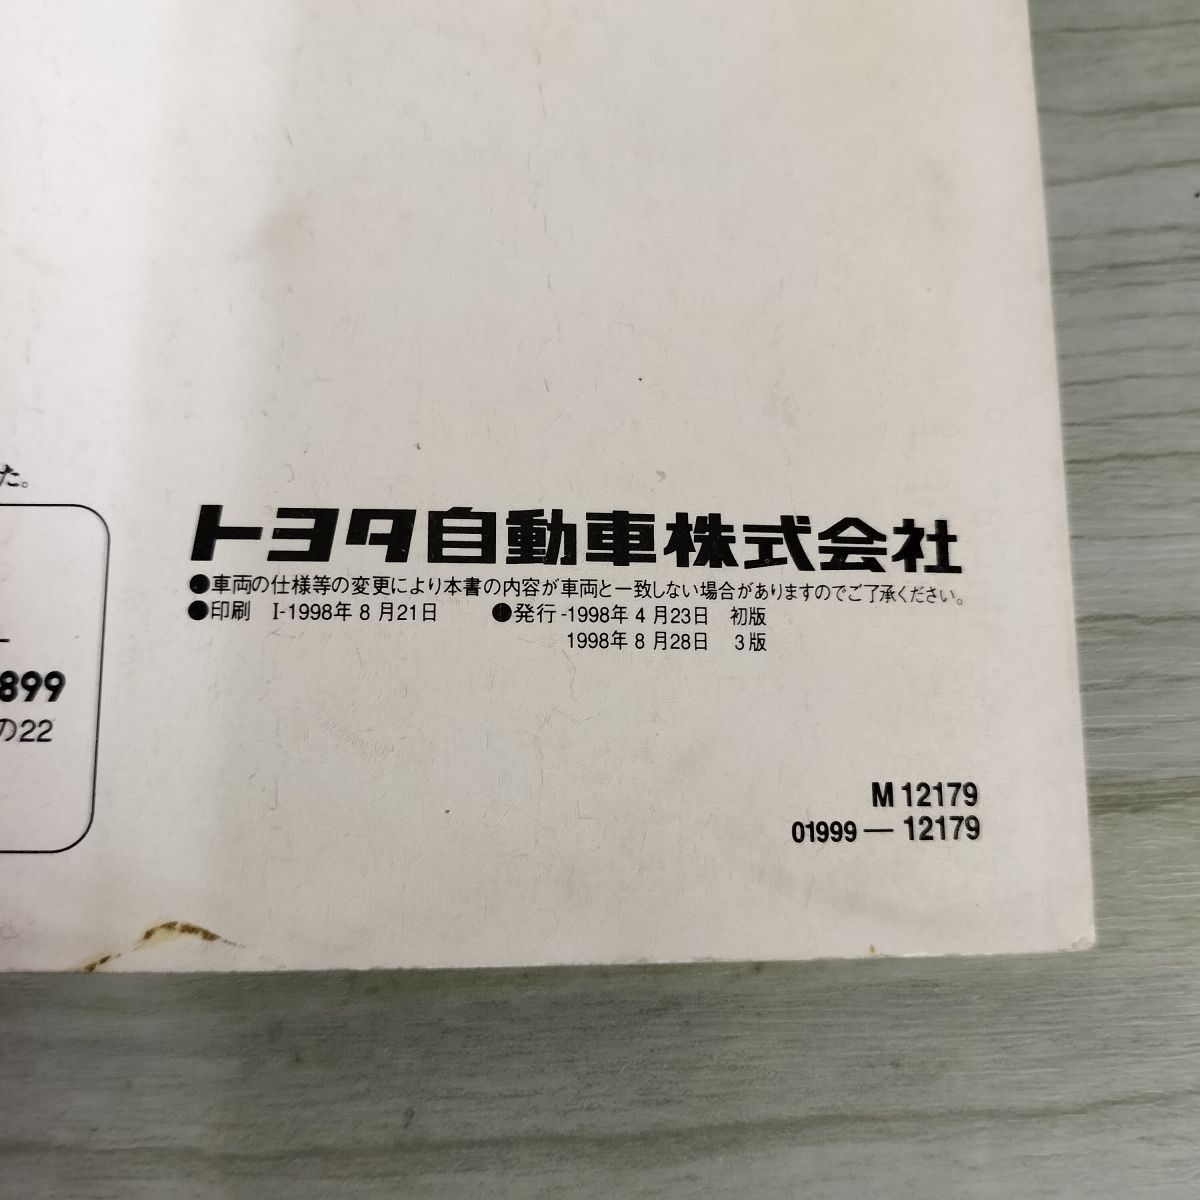 た。
トヨタ自動車株式会社
●車両の仕様等の変更により本書の内容が車両と一致しない場合がありますのでご了承ください。
●印刷 I-1998年 8 月21日 ●発行-1998年 4 月23日 初版
1998年 8 月28日 3 版
899
の22
M 12179
01999―12179